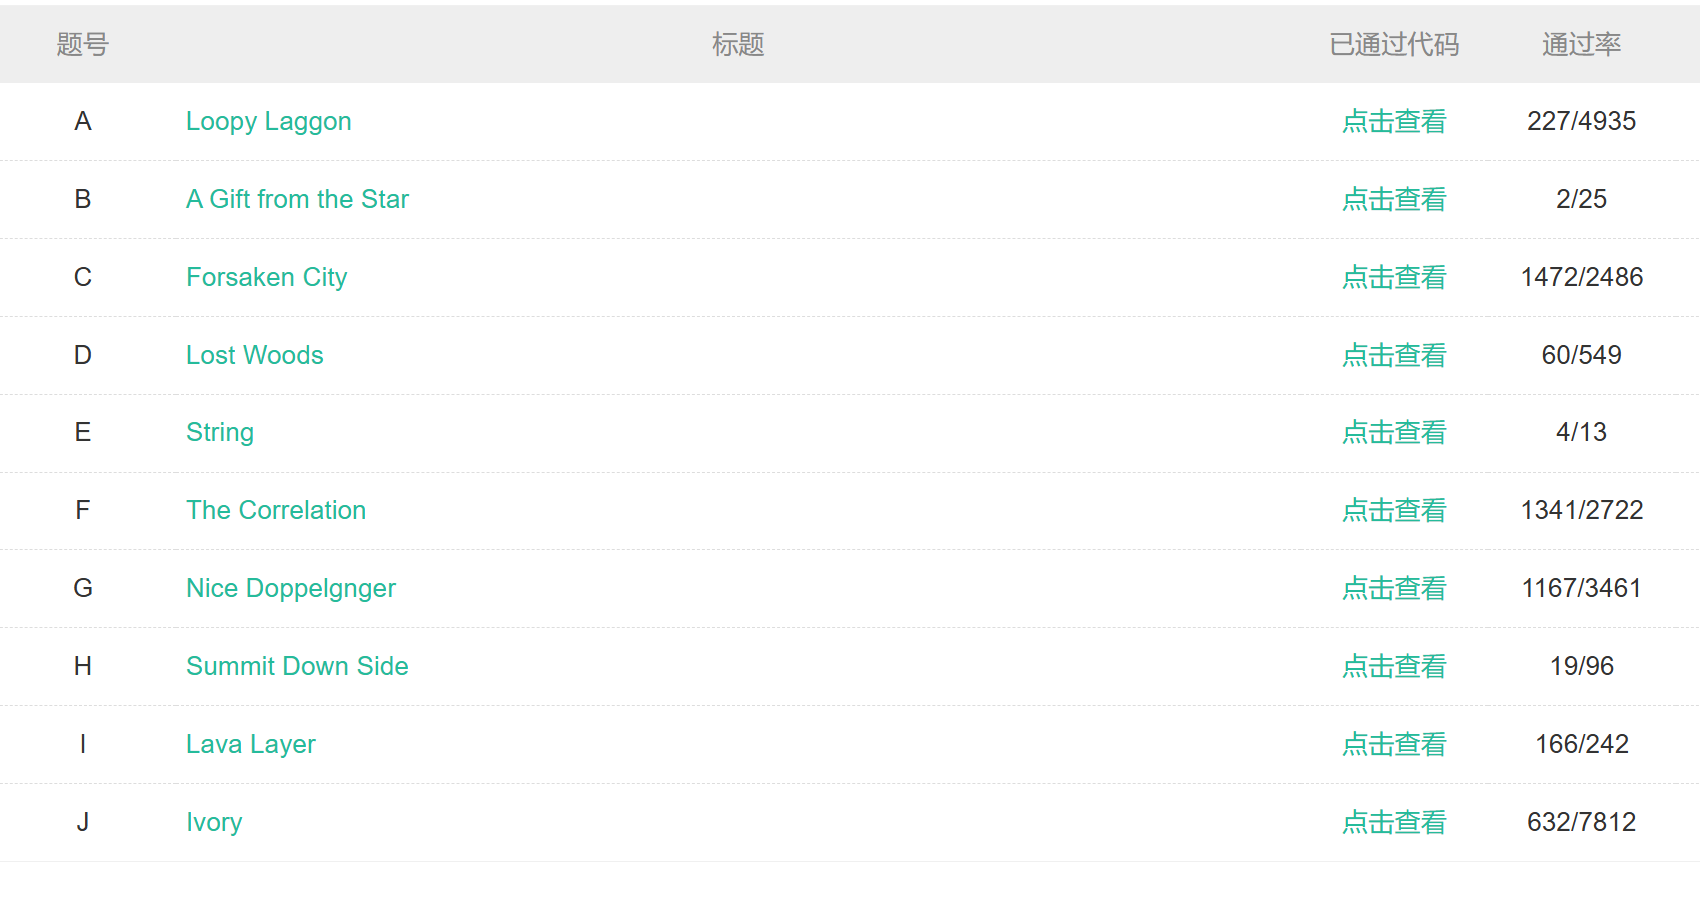 题号 标题 已通过代码 通过率
A Loopy Laggon 点击查看 227/4935
B A Gift from the Star 点击查看 2/25
C Forsaken City 点击查看 1472/2486
D Lost Woods 点击查看 60/549
E String 点击查看 4/13
F The Correlation 点击查看 1341/2722
G Nice Doppelgnger 点击查看 1167/3461
H Summit Down Side 点击查看 19/96
I Lava Layer 点击查看 166/242
J Ivory 点击查看 632/7812